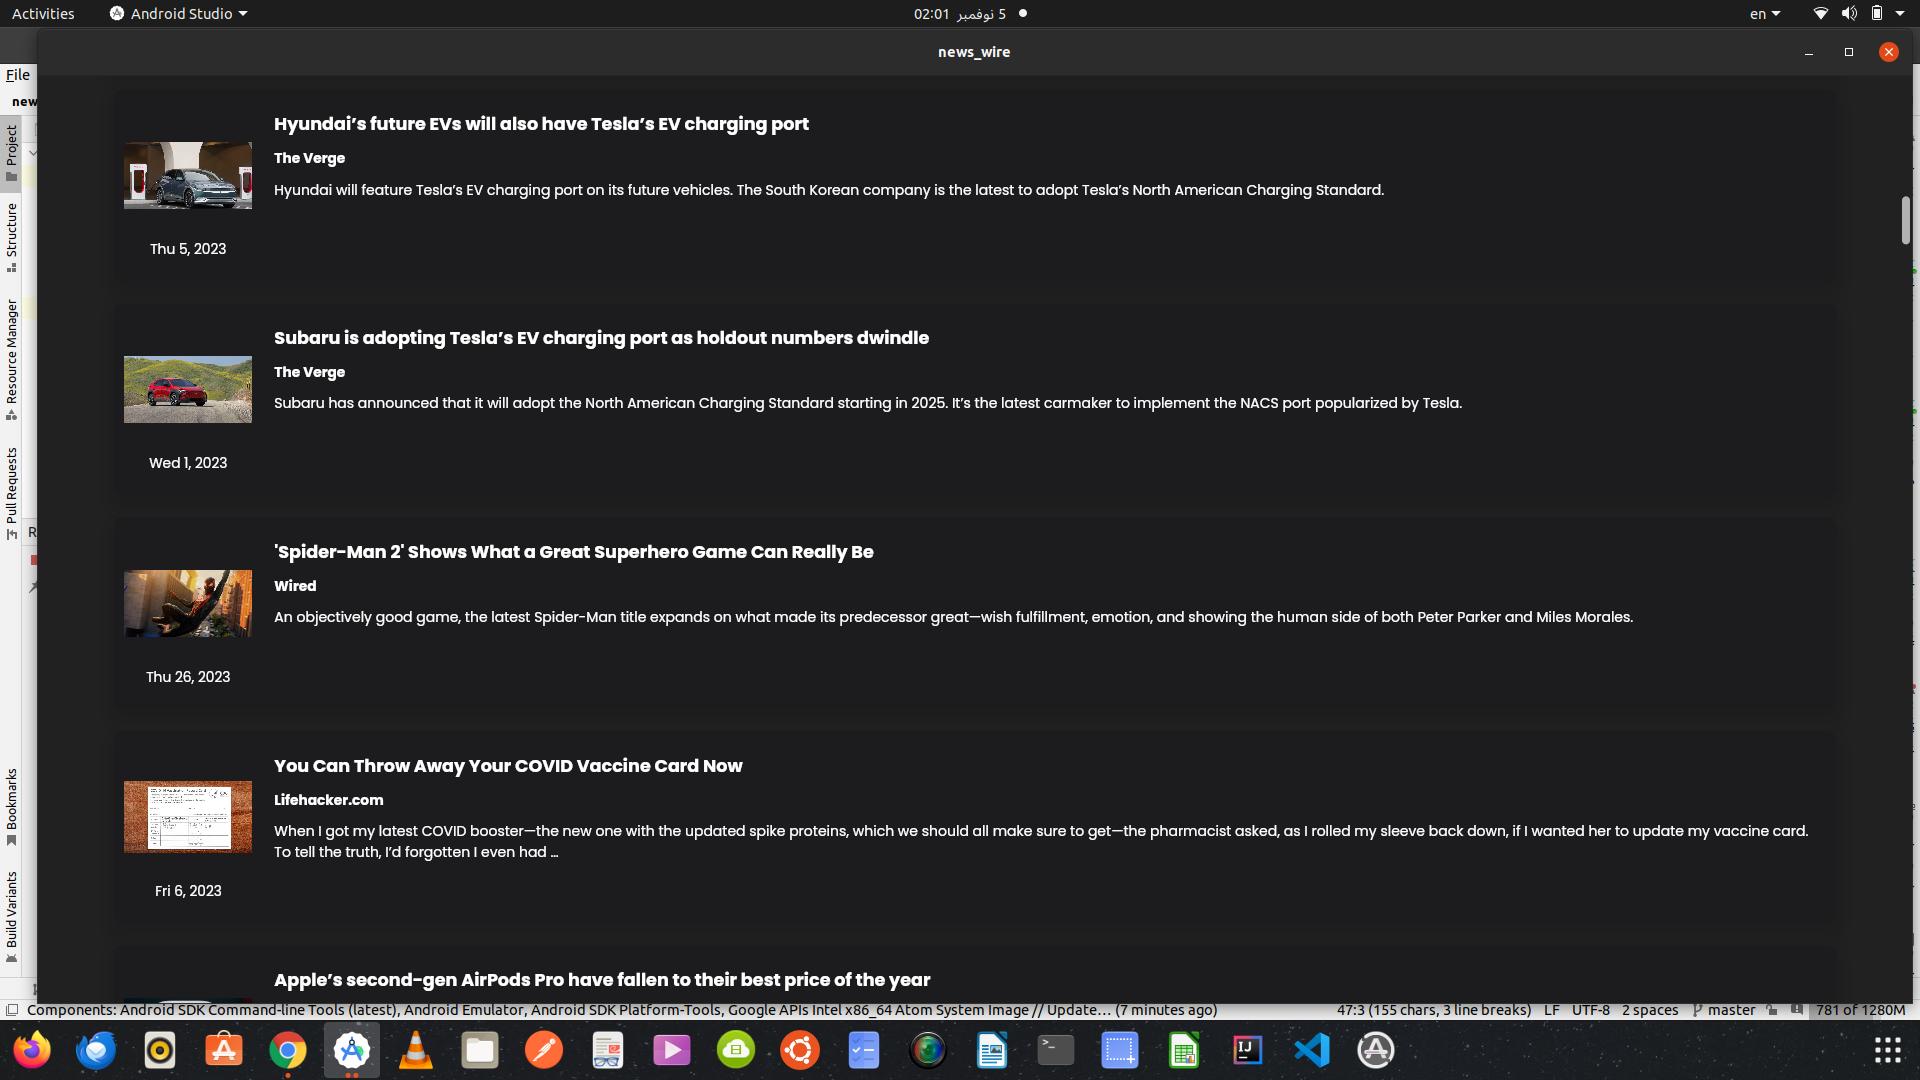 Activities
Android Studio
5 نوفمبر 02:01
en
news_wire
File
new
Project
Structure
Resource Manager
Pull Requests
Bookmarks
Build Variants
R
Hyundai’s future EVs will also have Tesla’s EV charging port
The Verge
Hyundai will feature Tesla’s EV charging port on its future vehicles. The South Korean company is the latest to adopt Tesla’s North American Charging Standard.
Thu 5, 2023
Subaru is adopting Tesla’s EV charging port as holdout numbers dwindle
The Verge
Subaru has announced that it will adopt the North American Charging Standard starting in 2025. It’s the latest carmaker to implement the NACS port popularized by Tesla.
Wed 1, 2023
'Spider-Man 2' Shows What a Great Superhero Game Can Really Be
Wired
An objectively good game, the latest Spider-Man title expands on what made its predecessor great—wish fulfillment, emotion, and showing the human side of both Peter Parker and Miles Morales.
Thu 26, 2023
You Can Throw Away Your COVID Vaccine Card Now
Lifehacker.com
When I got my latest COVID booster—the new one with the updated spike proteins, which we should all make sure to get—the pharmacist asked, as I rolled my sleeve back down, if I wanted her to update my vaccine card.
To tell the truth, I’d forgotten I even had …
Fri 6, 2023
Apple’s second-gen AirPods Pro have fallen to their best price of the year
Components: Android SDK Command-line Tools (latest), Android Emulator, Android SDK Platform-Tools, Google APIs Intel x86_64 Atom System Image // Update… (7 minutes ago)
47:3 (155 chars, 3 line breaks)
LF
UTF-8
2 spaces
master
781 of 1280M